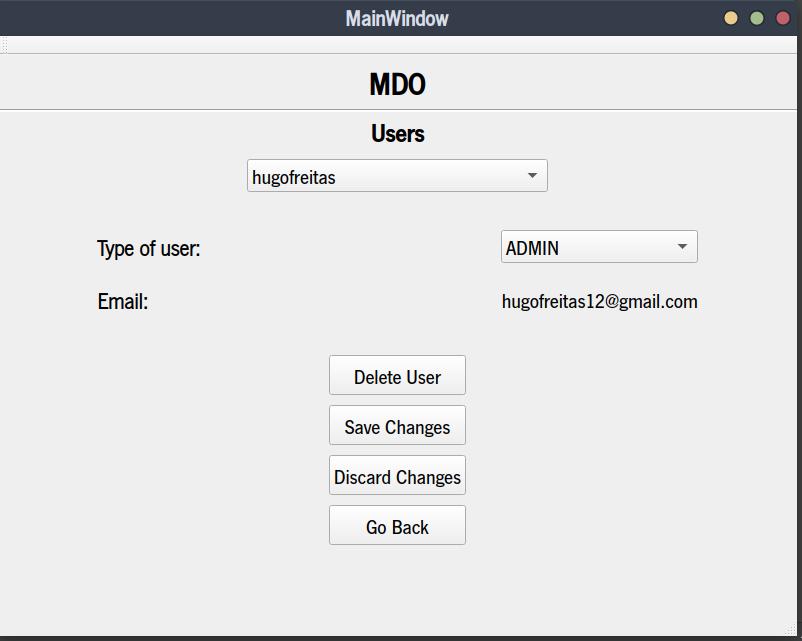 MainWindow
MDO
Users
hugofreitas
Type of user: ADMIN
Email: hugofreitas12@gmail.com
Delete User
Save Changes
Discard Changes
Go Back